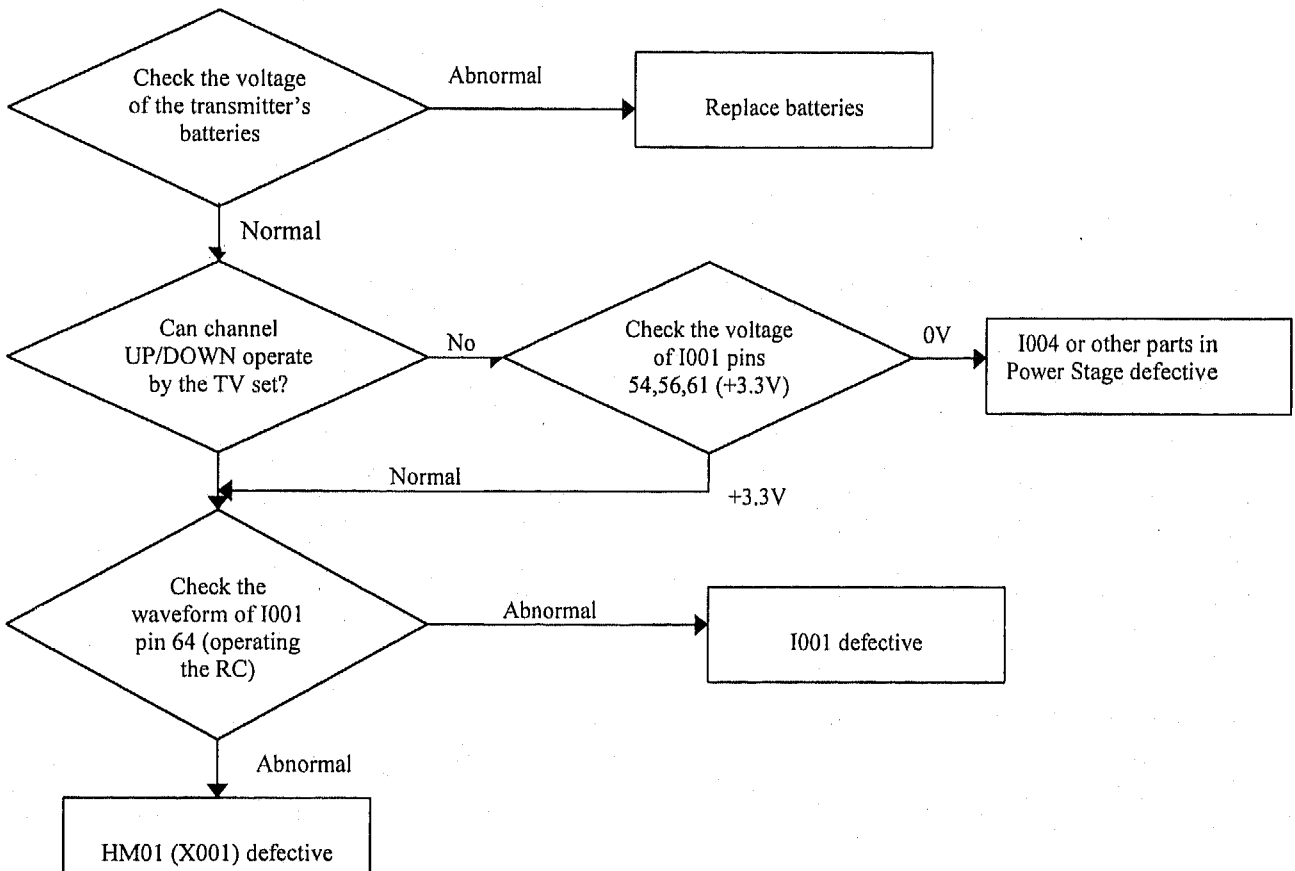 Check the voltage
of the transmitter's
batteries
Abnormal
Replace batteries
Normal
Can channel
UP/DOWN operate
by the TV set?
No
Check the voltage
of I001 pins
54,56,61 (+3.3V)
0V
I004 or other parts in
Power Stage defective
Normal
+3.3V
Check the
waveform of I001
pin 64 (operating
the RC)
Abnormal
I001 defective
Abnormal
HM01 (X001) defective